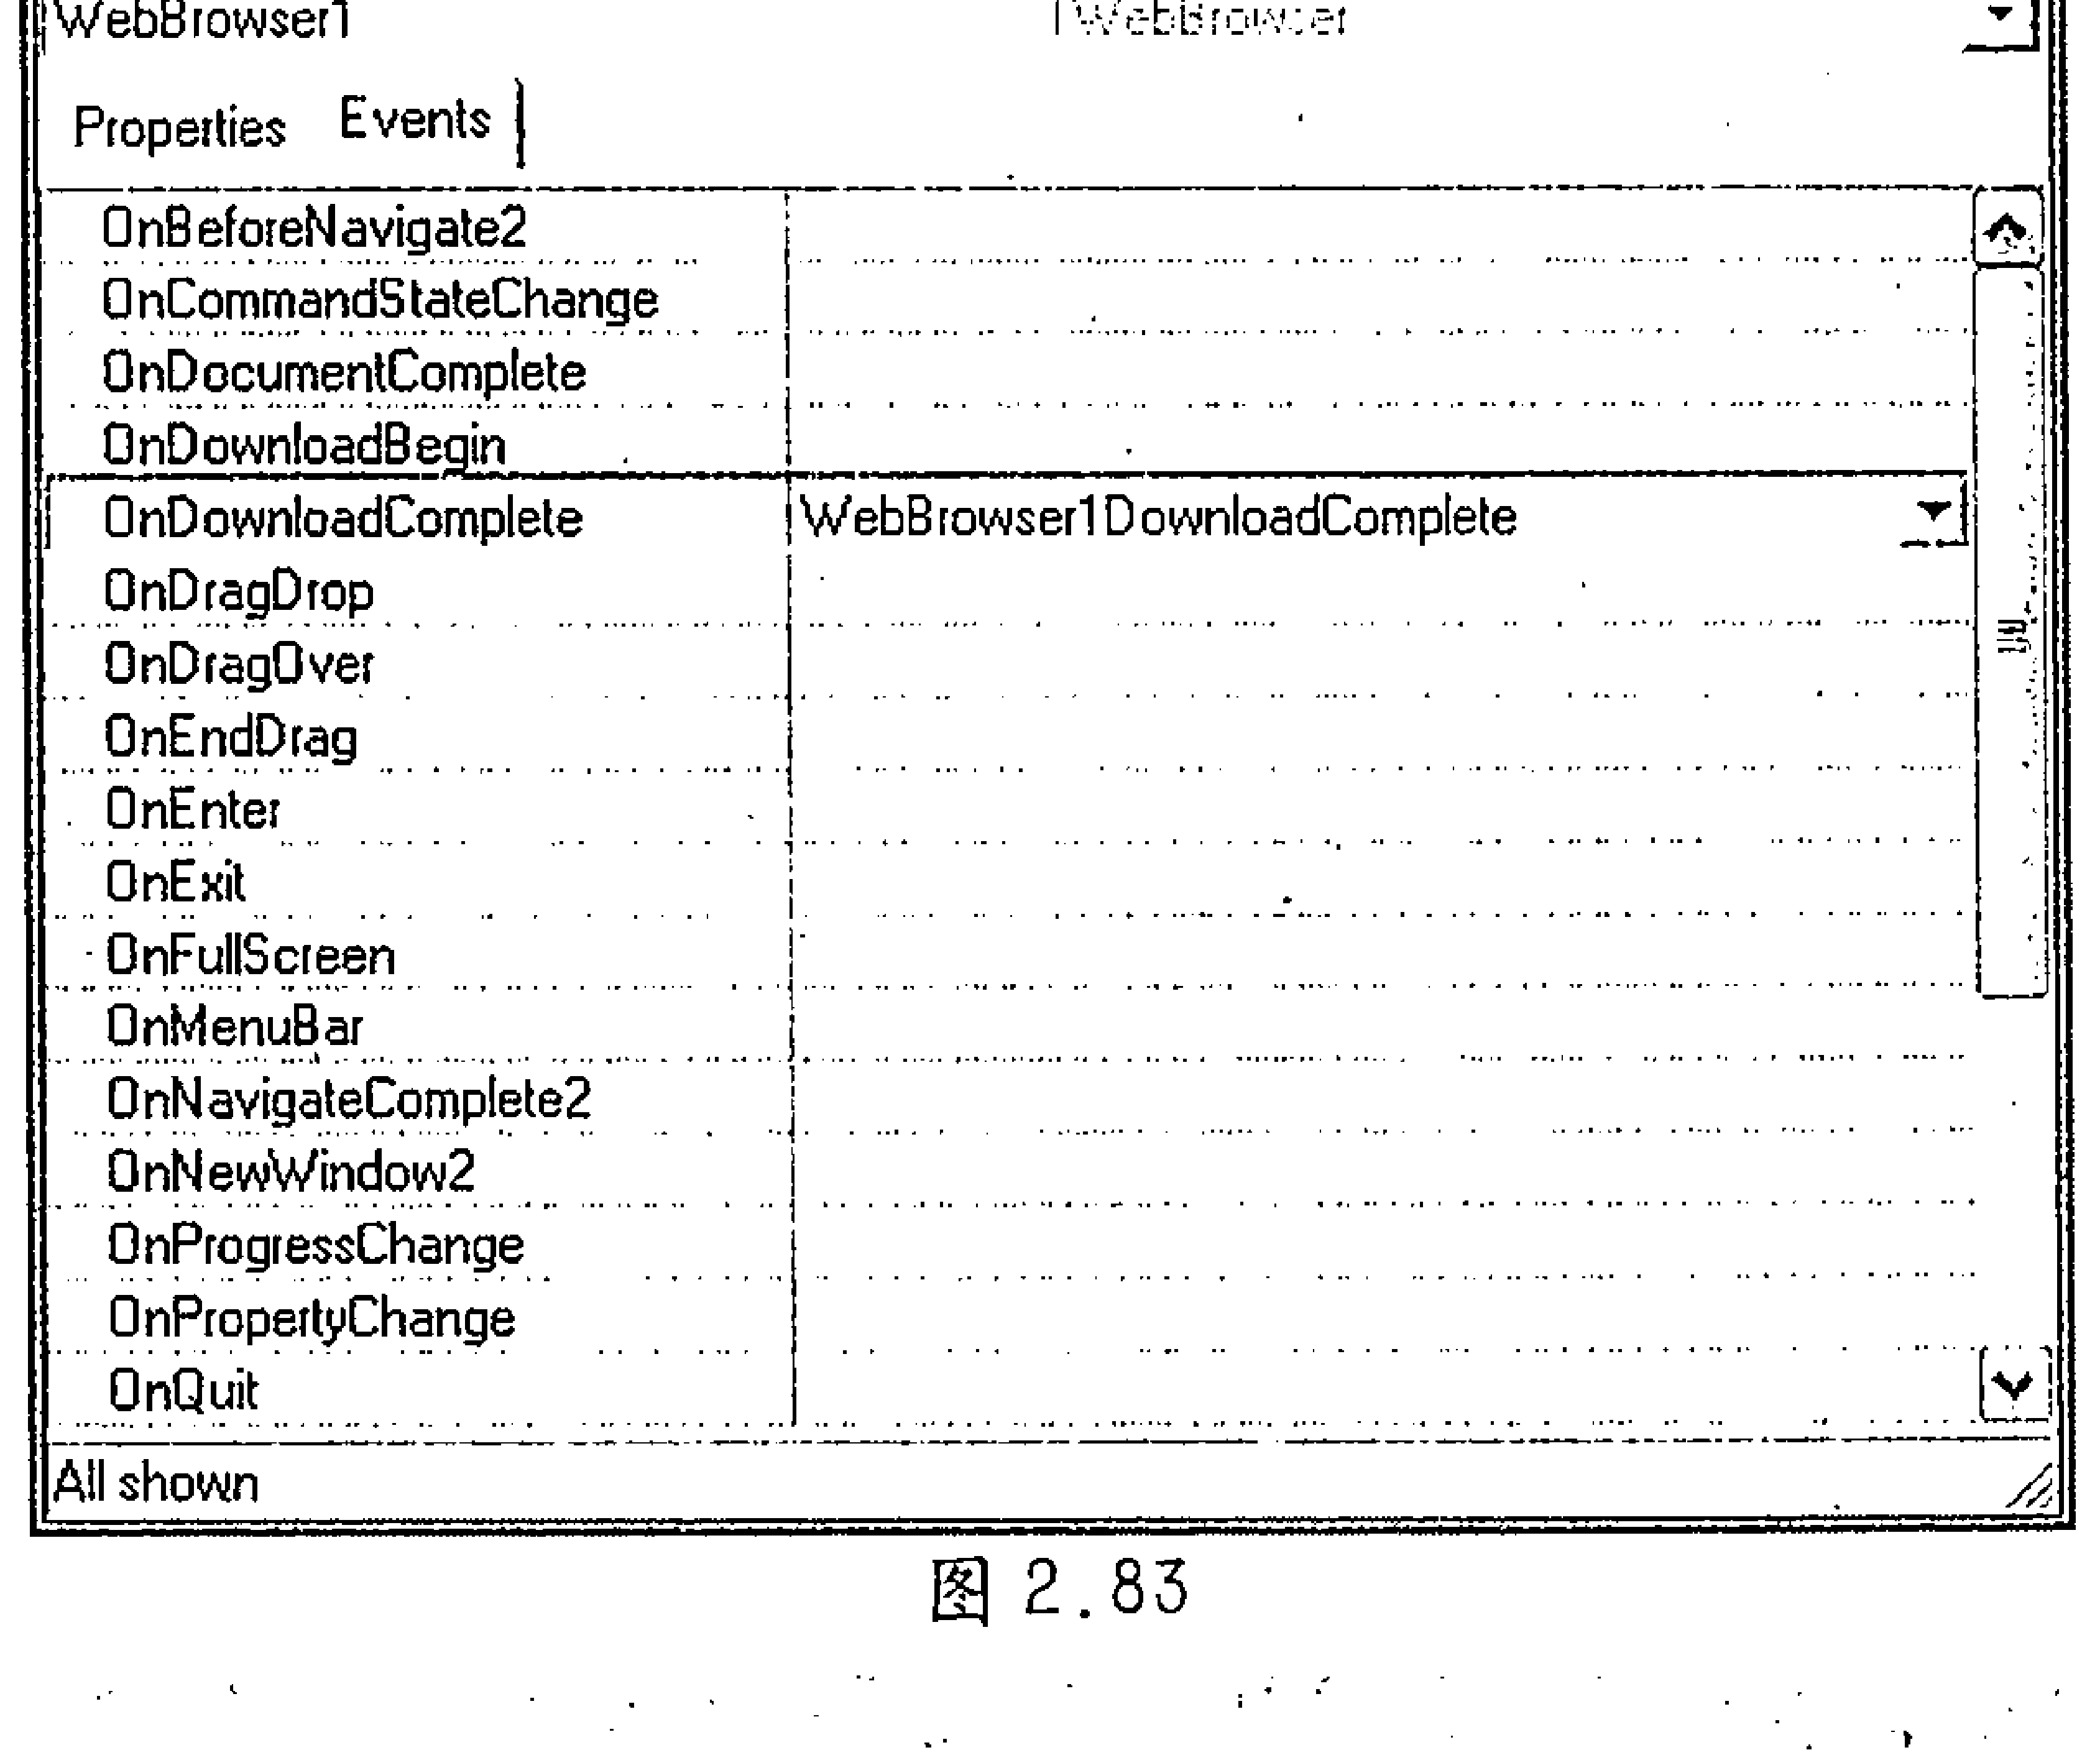 WebBrowser1 TWebBrowser
Properties Events
OnBeforeNavigate2
OnCommandStateChange
OnDocumentComplete
OnDownloadBegin
OnDownloadComplete WebBrowser1DownloadComplete
OnDragDrop
OnDragOver
OnEndDrag
OnEnter
OnExit
OnFullScreen
OnMenuBar
OnNavigateComplete2
OnNewWindow2
OnProgressChange
OnPropertyChange
OnQuit
All shown
图 2.83